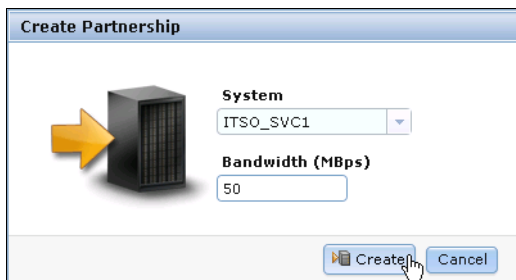 Create Partnership
System
ITSO_SVC1
Bandwidth (MBps)
50
Create
Cancel